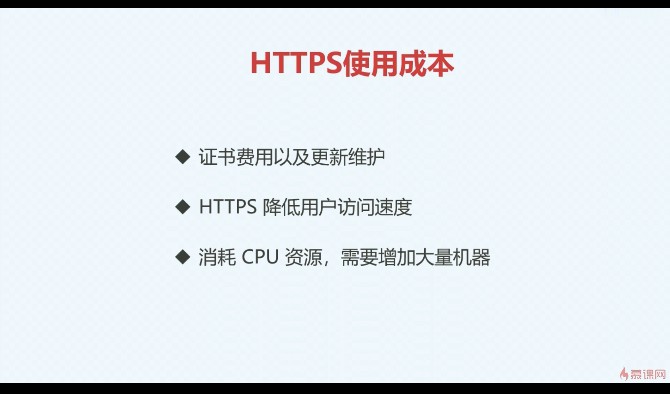 HTTPS使用成本
◆ 证书费用以及更新维护
◆ HTTPS 降低用户访问速度
◆ 消耗 CPU 资源，需要增加大量机器
慕课网